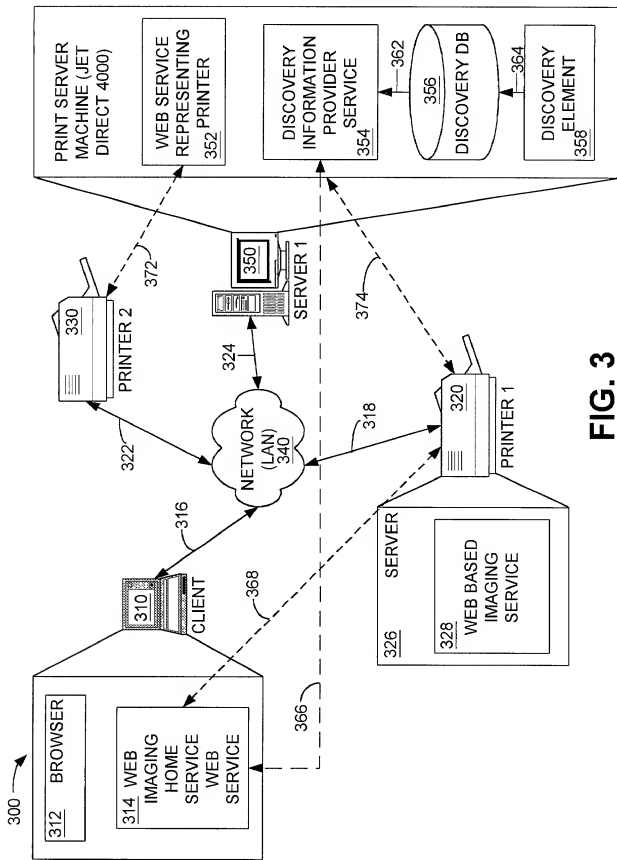 300
312 BROWSER
314 WEB
IMAGING
HOME
SERVICE
WEB
SERVICE
310
CLIENT
316
322
330
PRINTER 2
372
NETWORK
(LAN)
340
324
350
SERVER 1
368
366
318
374
SERVER
326
328
WEB BASED
IMAGING
SERVICE
320
PRINTER 1
PRINT SERVER
MACHINE (JET
DIRECT 4000)
WEB SERVICE
REPRESENTING
PRINTER
352
DISCOVERY
INFORMATION
PROVIDER
SERVICE
354
362
356
DISCOVERY DB
364
DISCOVERY
ELEMENT
358
FIG. 3